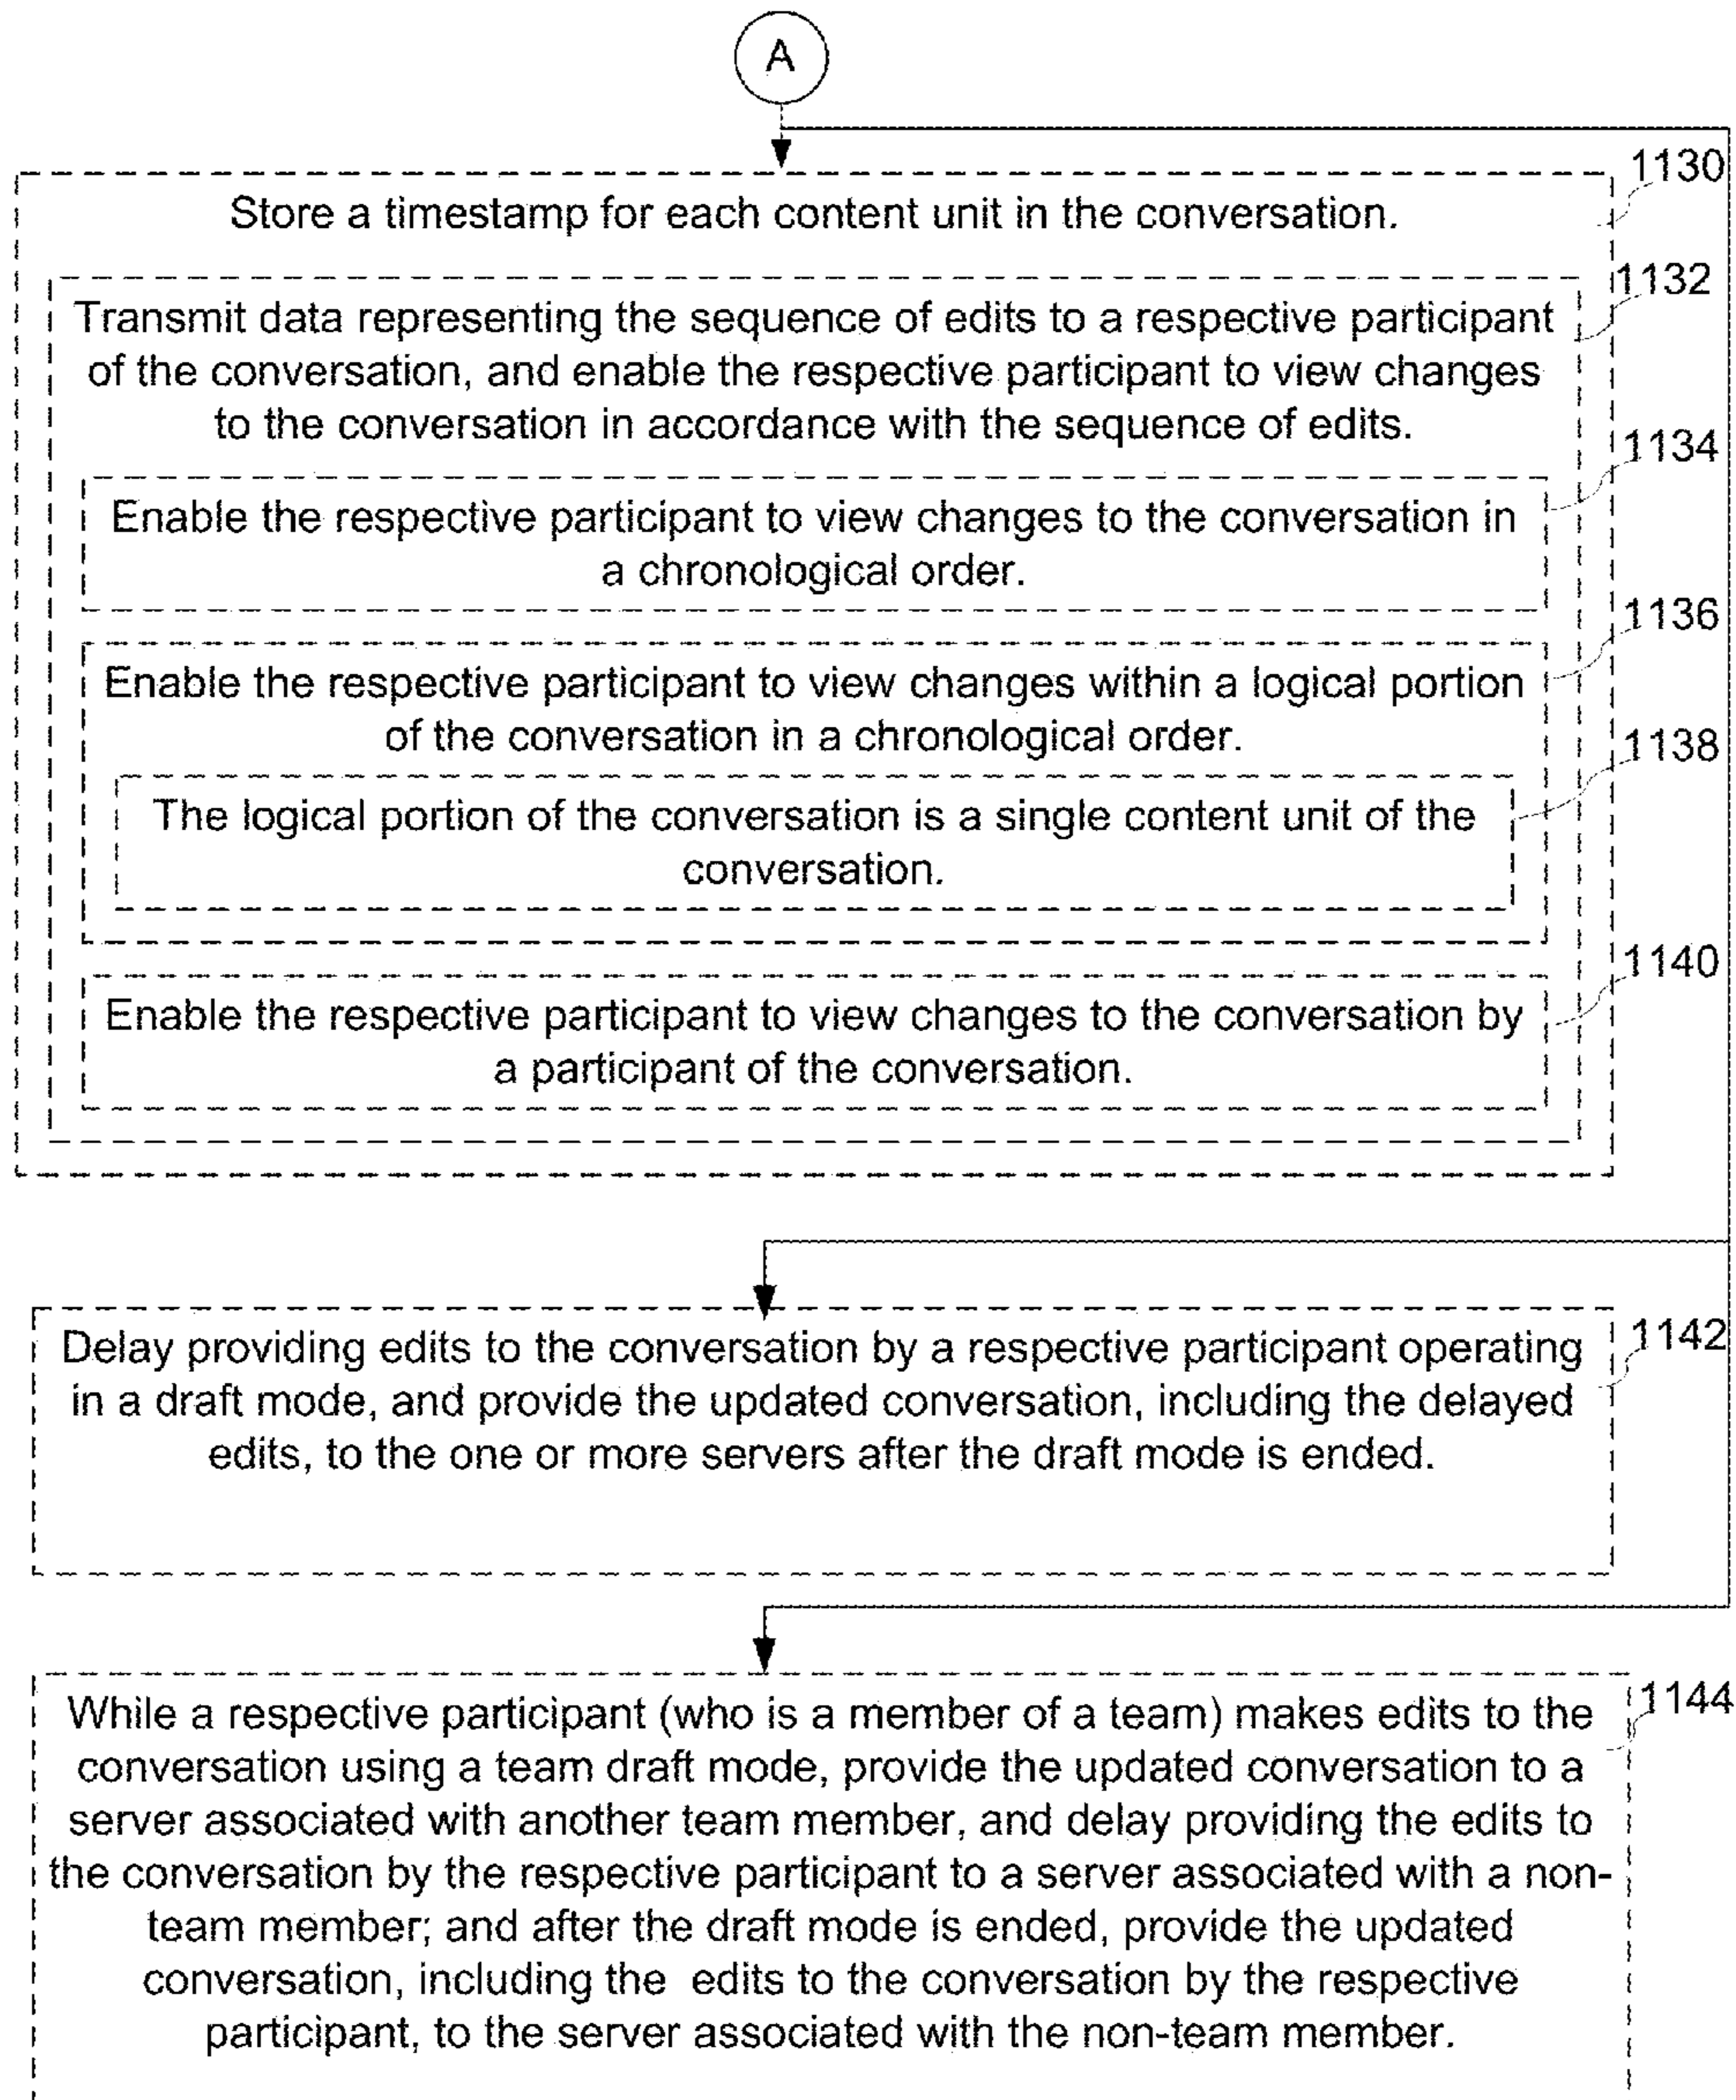 A
1130
Store a timestamp for each content unit in the conversation.
1132
Transmit data representing the sequence of edits to a respective participant
of the conversation, and enable the respective participant to view changes
to the conversation in accordance with the sequence of edits.
1134
Enable the respective participant to view changes to the conversation in
a chronological order.
1136
Enable the respective participant to view changes within a logical portion
of the conversation in a chronological order.
1138
The logical portion of the conversation is a single content unit of the
conversation.
1140
Enable the respective participant to view changes to the conversation by
a participant of the conversation.
1142
Delay providing edits to the conversation by a respective participant operating
in a draft mode, and provide the updated conversation, including the delayed
edits, to the one or more servers after the draft mode is ended.
1144
While a respective participant (who is a member of a team) makes edits to the
conversation using a team draft mode, provide the updated conversation to a
server associated with another team member, and delay providing the edits to
the conversation by the respective participant to a server associated with a non-
team member; and after the draft mode is ended, provide the updated
conversation, including the edits to the conversation by the respective
participant, to the server associated with the non-team member.